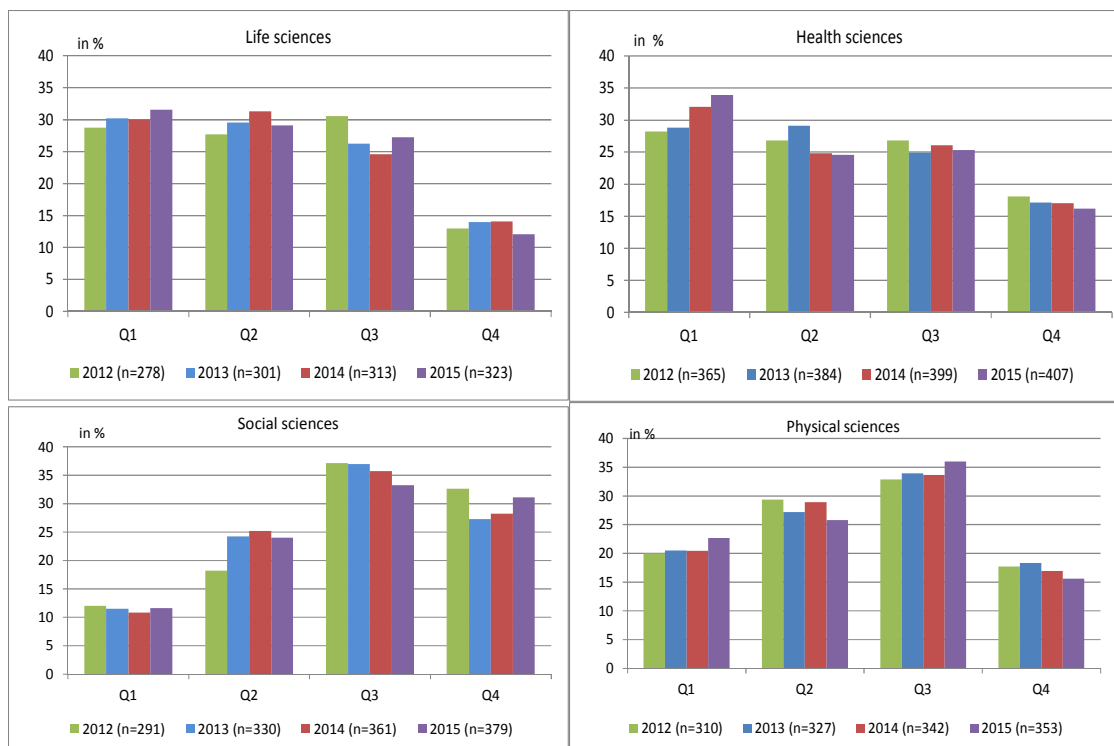 Life sciences
in %
40
35
30
25
20
15
10
5
0
Q1 Q2 Q3 Q4
2012 (n=278) 2013 (n=301) 2014 (n=313) 2015 (n=323)
Health sciences
in %
40
35
30
25
20
15
10
5
0
Q1 Q2 Q3 Q4
2012 (n=365) 2013 (n=384) 2014 (n=399) 2015 (n=407)
Social sciences
in %
40
35
30
25
20
15
10
5
0
Q1 Q2 Q3 Q4
2012 (n=291) 2013 (n=330) 2014 (n=361) 2015 (n=379)
Physical sciences
in %
40
35
30
25
20
15
10
5
0
Q1 Q2 Q3 Q4
2012 (n=310) 2013 (n=327) 2014 (n=342) 2015 (n=353)